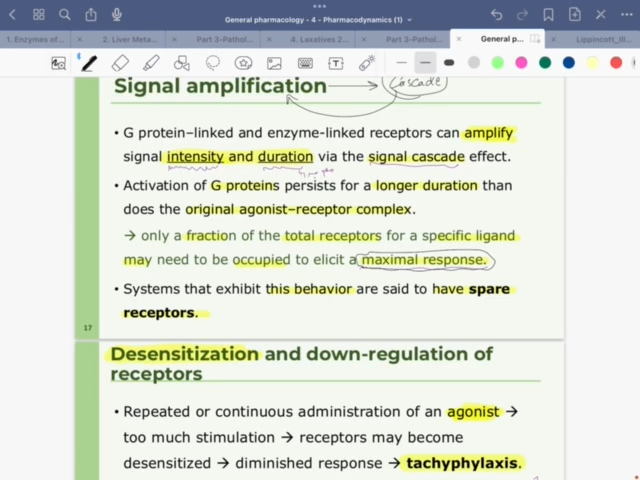 General pharmacology - 4 - Pharmacodynamics (1)
1. Enzymes of...
2. Liver Meta...
Part 3-Pathol...
4. Laxatives 2...
Part 3-Pathol...
General p...
Lippincott_Ill...
Signal amplification
Cascade
• G protein–linked and enzyme-linked receptors can amplify
signal intensity and duration via the signal cascade effect.
• Activation of G proteins persists for a longer duration than
does the original agonist–receptor complex.
→ only a fraction of the total receptors for a specific ligand
may need to be occupied to elicit a maximal response.
• Systems that exhibit this behavior are said to have spare
receptors.
17
Desensitization and down-regulation of
receptors
• Repeated or continuous administration of an agonist →
too much stimulation → receptors may become
desensitized → diminished response → tachyphylaxis.